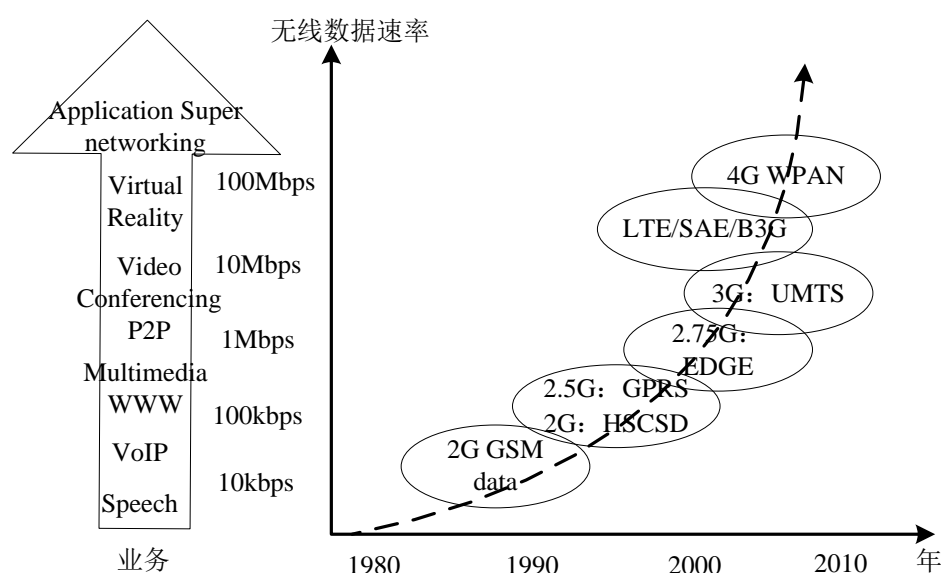 无线数据速率
Application Super
networking
Virtual
Reality
Video
Conferencing
P2P
Multimedia
WWW
VoIP
Speech
业务
100Mbps
10Mbps
1Mbps
100kbps
10kbps
4G WPAN
LTE/SAE/B3G
3G：UMTS
2.75G：
EDGE
2.5G：GPRS
2G：HSCSD
2G GSM
data
1980
1990
2000
2010
年